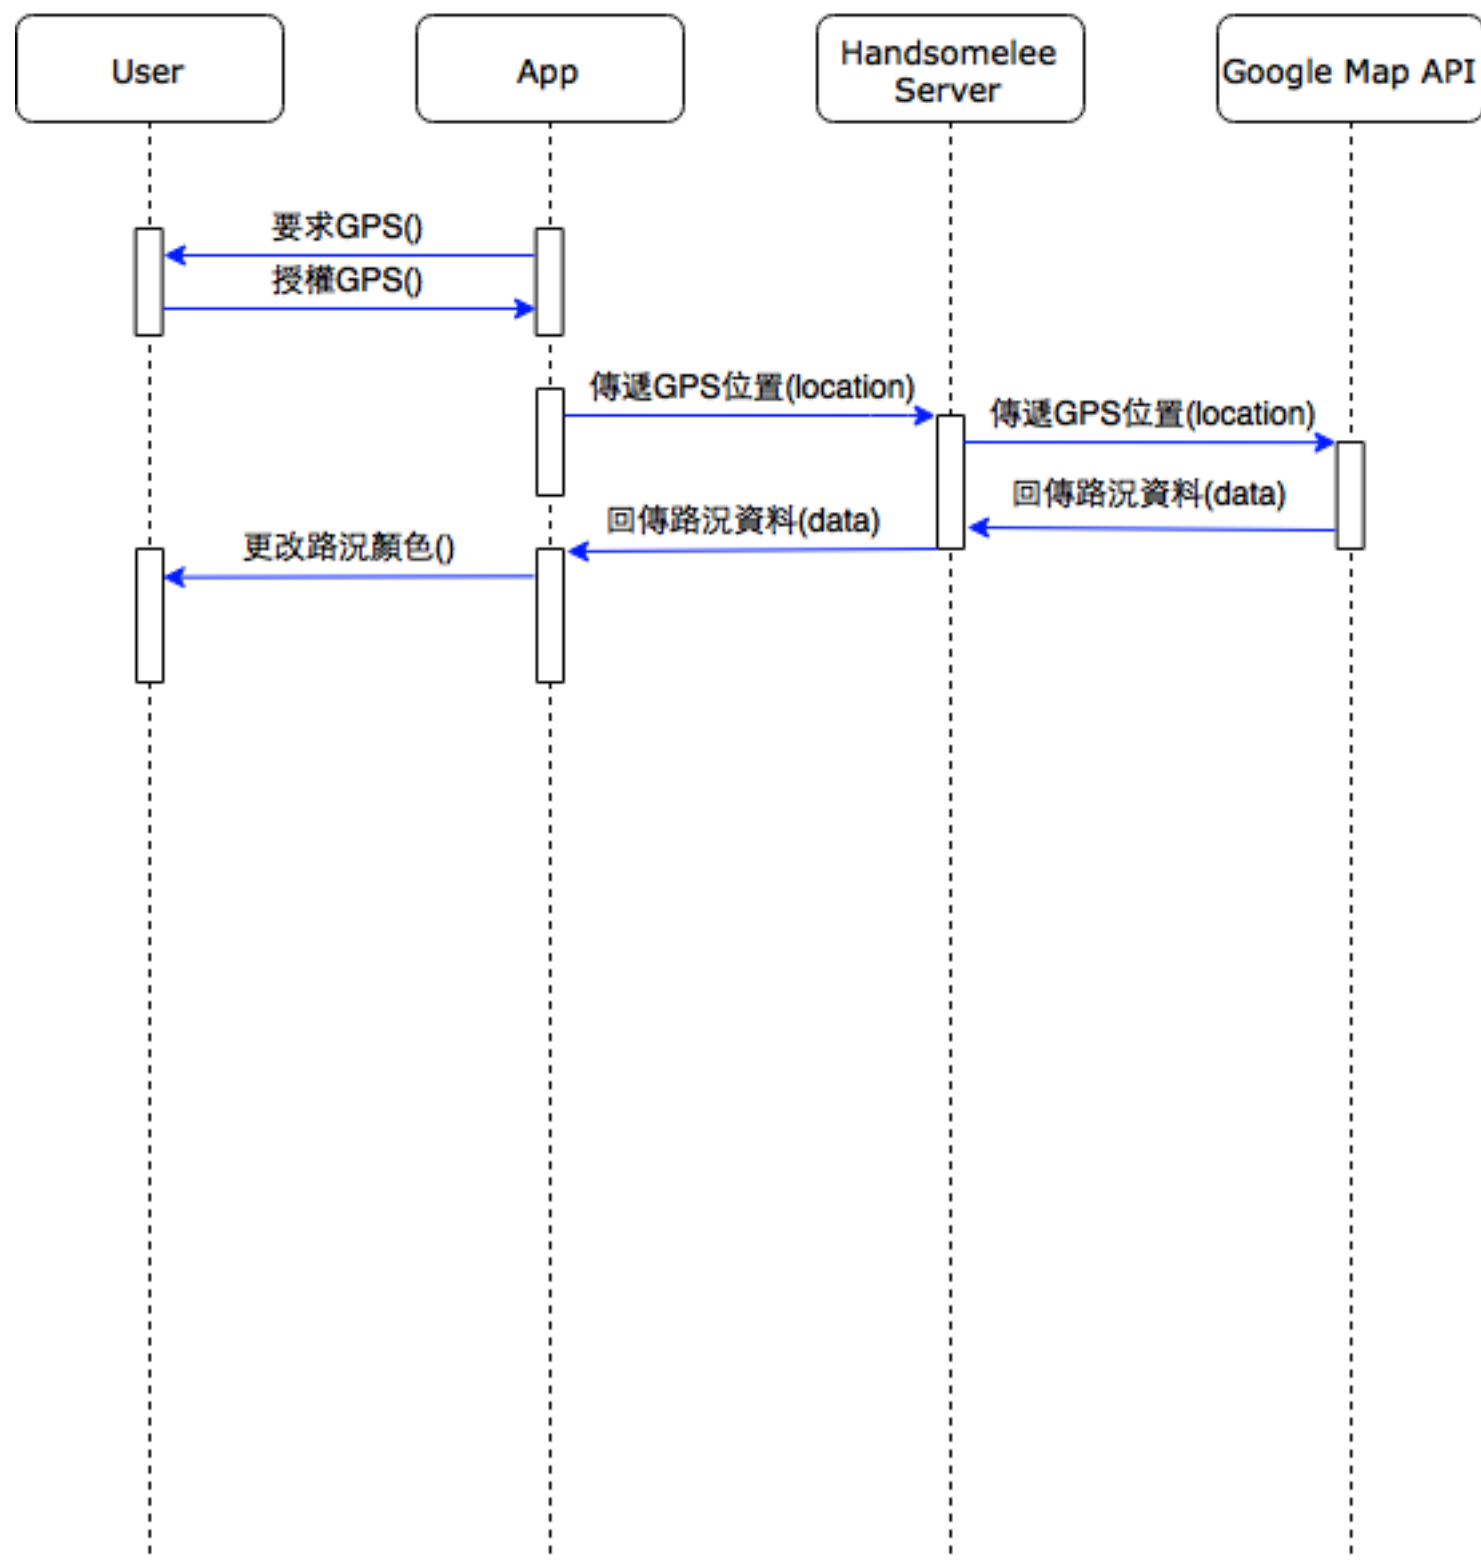 User
App
Handsomelee
Server
Google Map API
要求GPS()
授權GPS()
傳遞GPS位置(location)
傳遞GPS位置(location)
回傳路況資料(data)
回傳路況資料(data)
更改路況顏色()